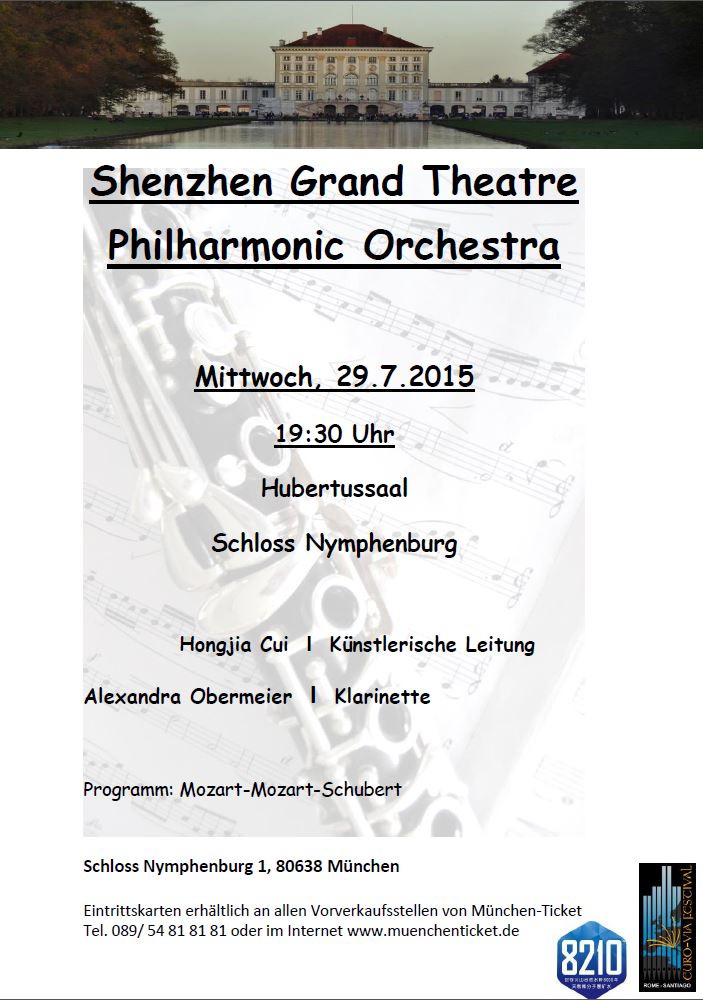 Shenzhen Grand Theatre
Philharmonic Orchestra
Mittwoch, 29.7.2015
19:30 Uhr
Hubertussaal
Schloss Nymphenburg
Hongjia Cui I Künstlerische Leitung
Alexandra Obermeier I Klarinette
Programm: Mozart-Mozart-Schubert
Schloss Nymphenburg 1, 80638 München
Eintrittskarten erhältlich an allen Vorverkaufsstellen von München-Ticket
Tel. 089/ 54 81 81 81 oder im Internet www.muenchenticket.de
8210
EURO-VIA FESTIVAL
ROME - SANTIAGO